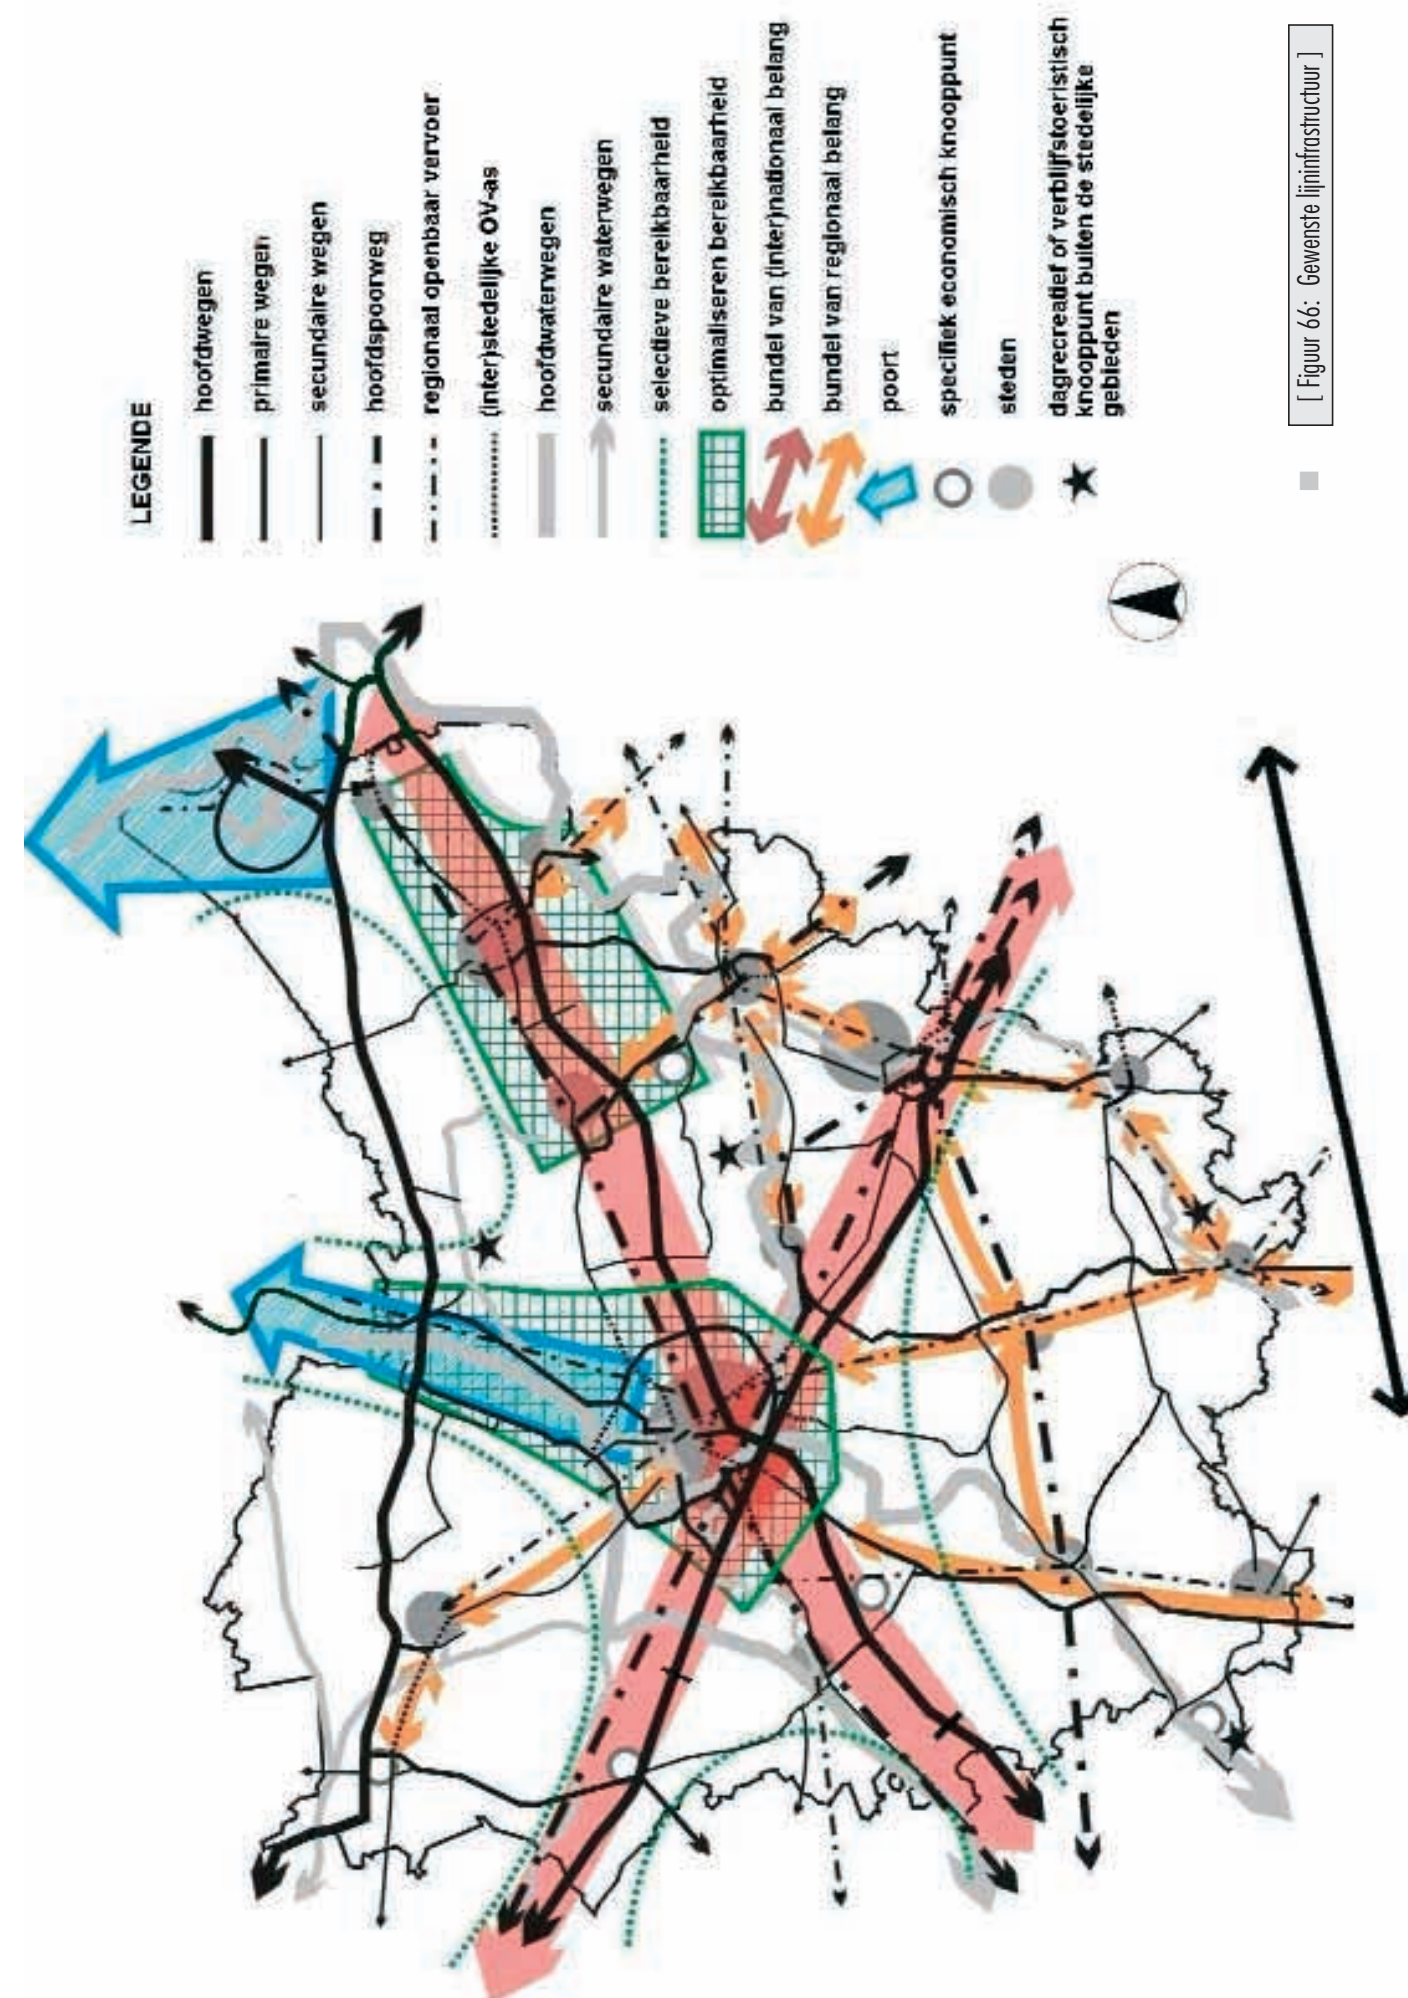 LEGENDE
hoofdwegen
primaire wegen
secundaire wegen
hoofdspoorweg
regionaal openbaar vervoer
(inter)stedelijke OV-as
hoofdwaterwegen
secundaire waterwegen
selectieve bereikbaarheid
optimaliseren bereikbaarheid
bundel van (inter)nationaal belang
bundel van regionaal belang
poort
specifiek economisch knooppunt
steden
dagrecreatief of verblijfstoeristisch
knooppunt buiten de stedelijke
gebieden
[ Figuur 66: Gewenste lijninfrastructuur ]